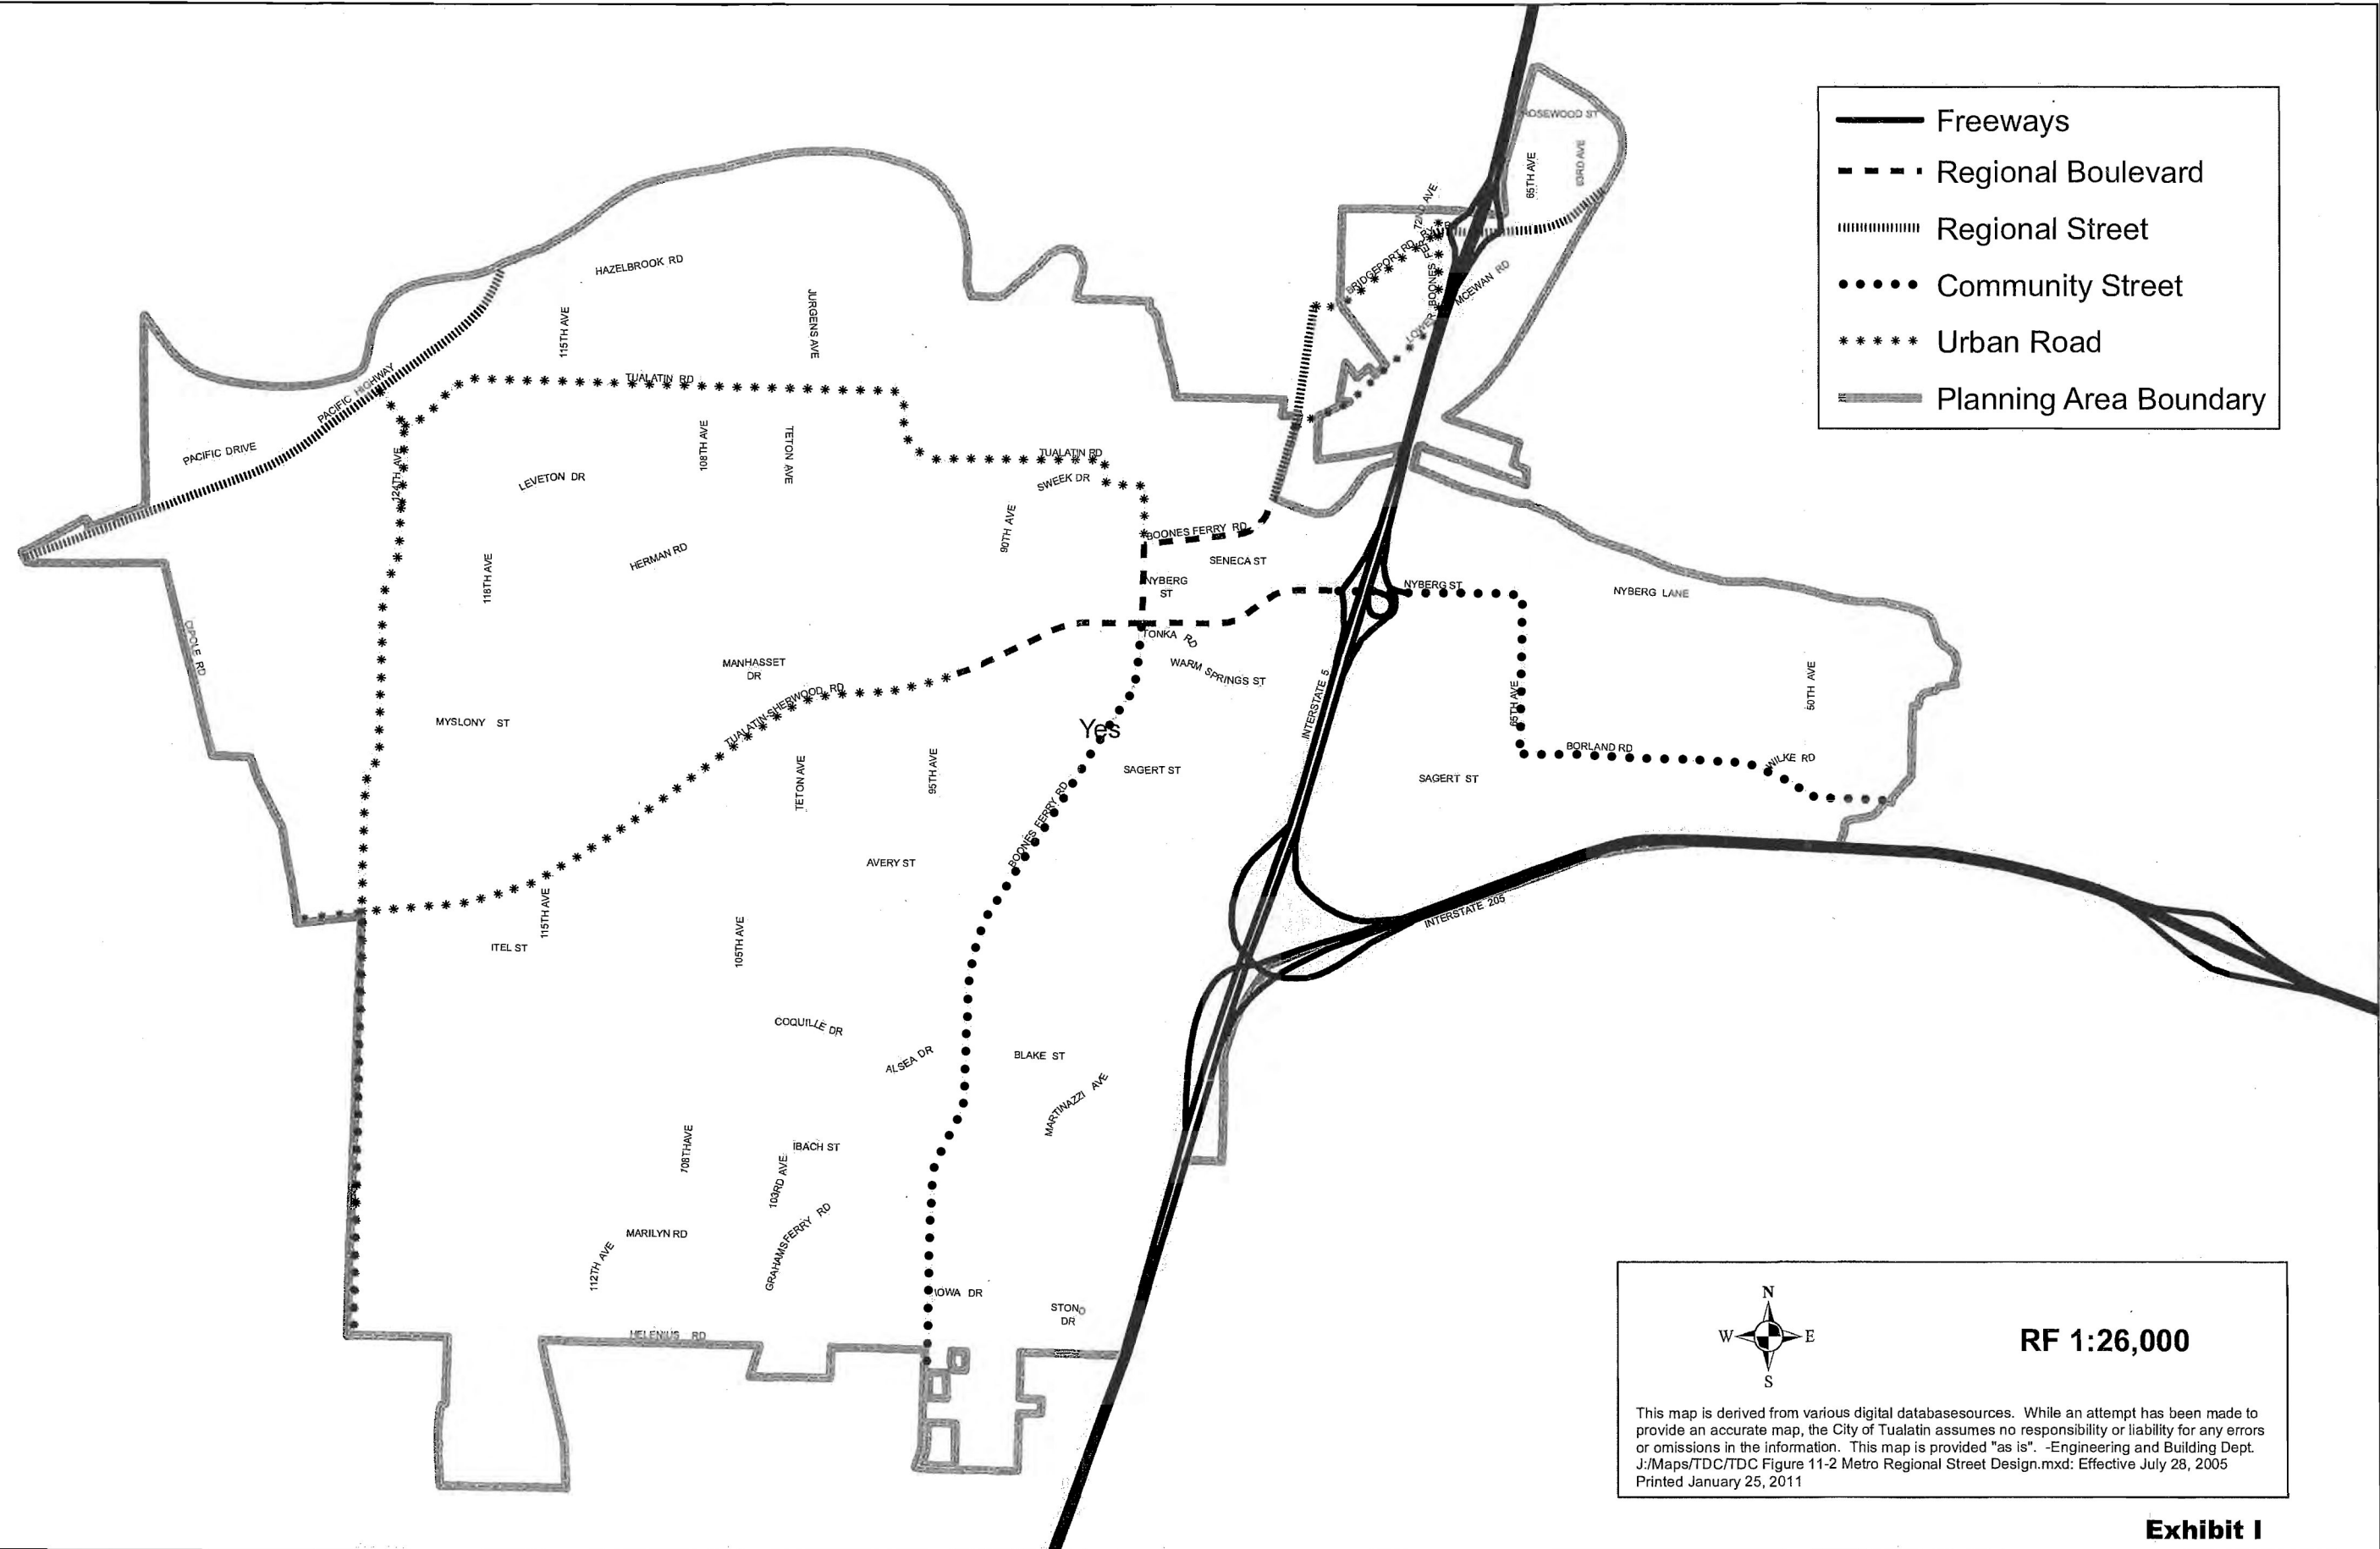 Freeways
Regional Boulevard
Regional Street
Community Street
Urban Road
Planning Area Boundary
65TH AVE
63RD AVE
72ND AVE
BRIDGEPORT RD
MCEWAN RD
HAZELBROOK RD
115TH AVE
JURGENS AVE
PACIFIC HIGHWAY
TUALATIN RD
PACIFIC DRIVE
124TH AVE
LEVETON DR
108TH AVE
TETON AVE
TUALATIN RD
SWEEK DR
90TH AVE
BOONES FERRY RD
SENECA ST
118TH AVE
HERMAN RD
NYBERG
ST
NYBERG ST
NYBERG LANE
CIPOLE RD
TONKA RD
WARM SPRINGS ST
MANHASSET
DR
TUALATIN-SHERWOOD RD
INTERSTATE 5
65TH AVE
50TH AVE
MYSLONY ST
Yes
BORLAND RD
WILKE RD
SAGERT ST
SAGERT ST
TETON AVE
95TH AVE
BOONES FERRY RD
AVERY ST
115TH AVE
ITEL ST
105TH AVE
INTERSTATE 205
COQUILLE DR
ALSEA DR
BLAKE ST
MARTINAZZI AVE
108THAVE
IBACH ST
103RD AVE
GRAHAMSFERRY RD
MARILYN RD
112TH AVE
IOWA DR
STONO
DR
HELENIUS RD
N
W E
S
RF 1:26,000
This map is derived from various digital databasesources. While an attempt has been made to
provide an accurate map, the City of Tualatin assumes no responsibility or liability for any errors
or omissions in the information. This map is provided "as is". -Engineering and Building Dept.
J:/Maps/TDC/TDC Figure 11-2 Metro Regional Street Design.mxd: Effective July 28, 2005
Printed January 25, 2011
Exhibit I